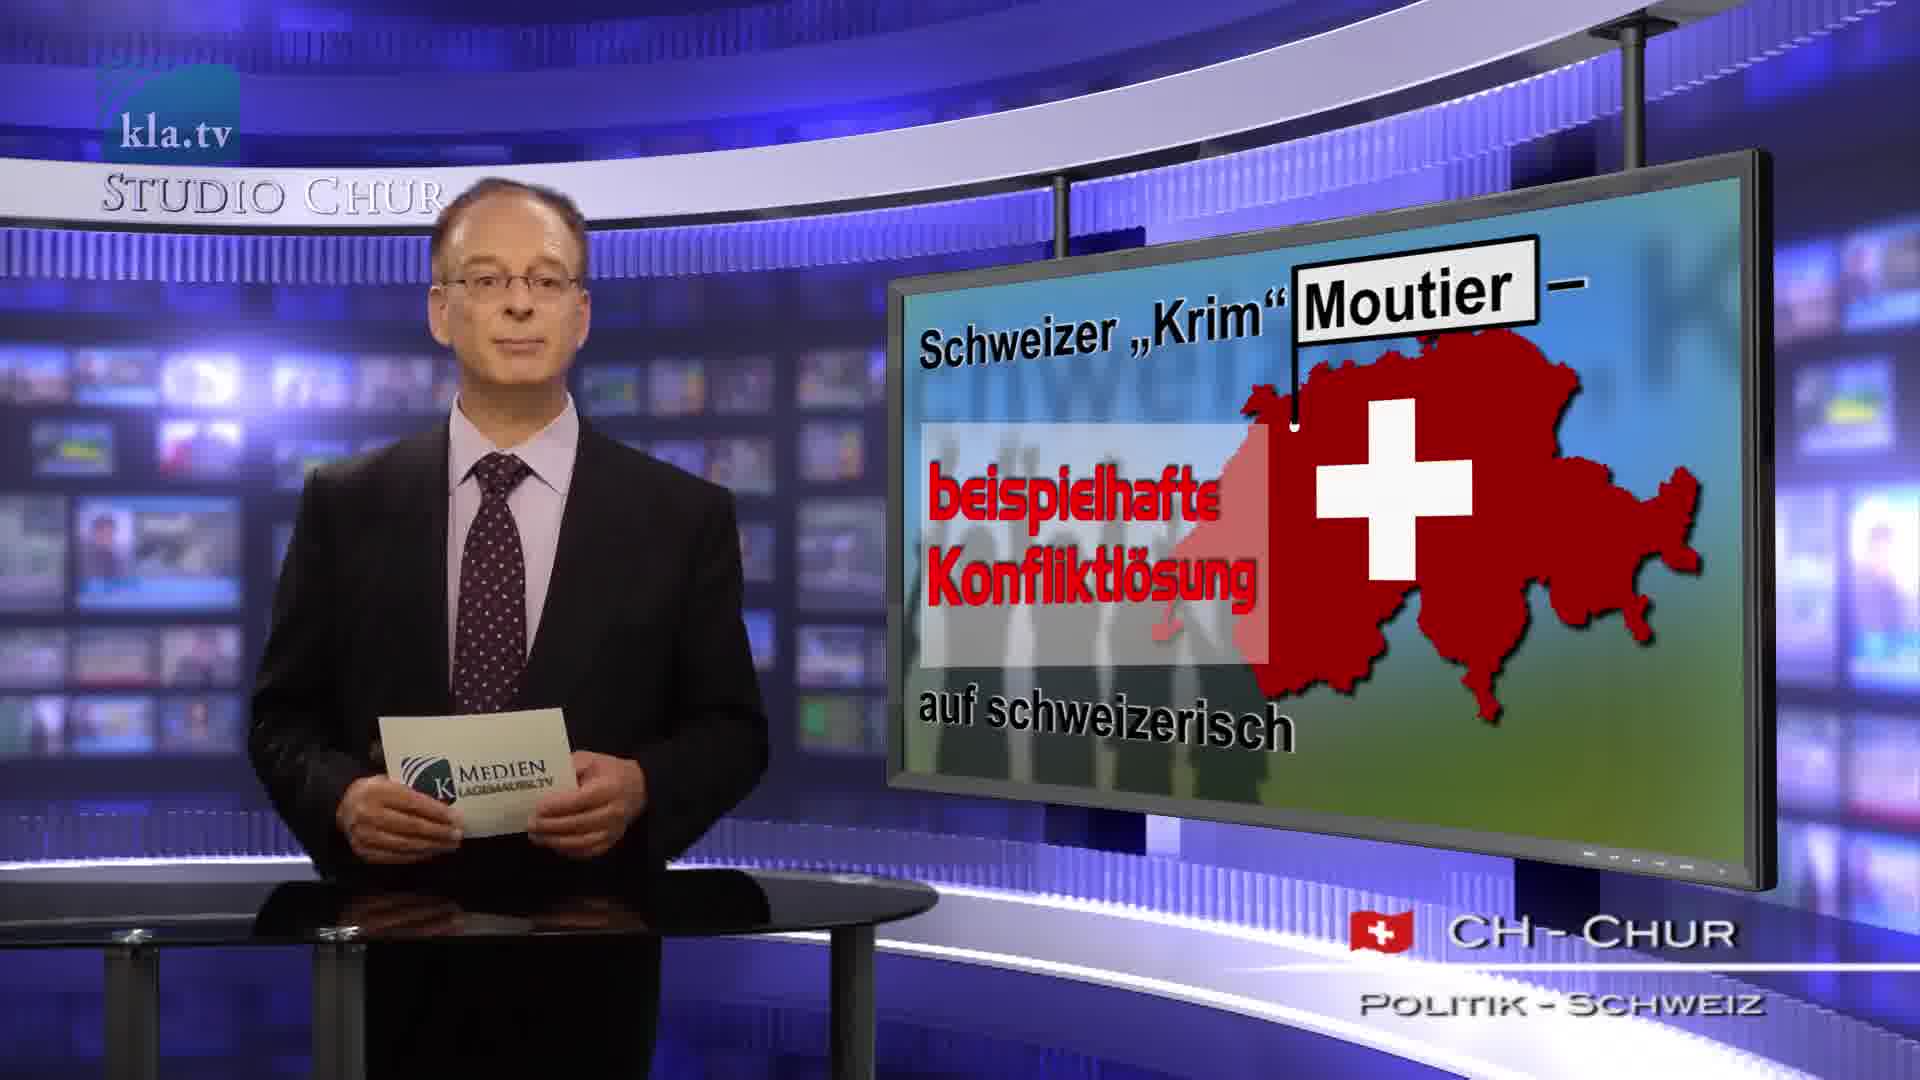 kla.tv
STUDIO CHUR
Schweizer „Krim“ Moutier –
beispielhafte
Konfliktlösung
auf schweizerisch
MEDIEN
KLAGEMAUER.TV
CH - CHUR
POLITIK - SCHWEIZ